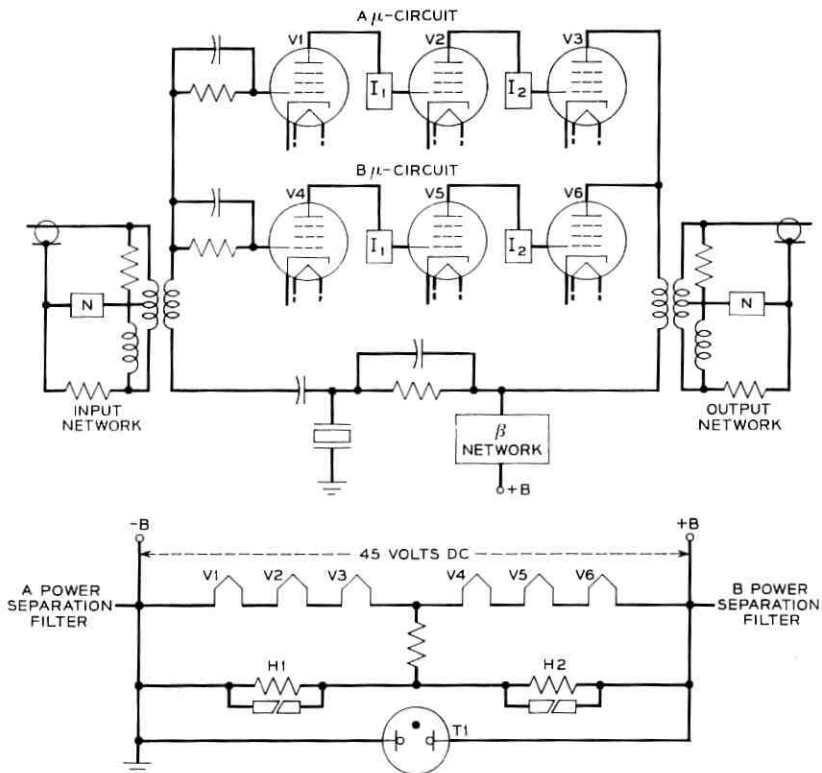 A μ-CIRCUIT
V1 V2 V3
I1 I2
B μ-CIRCUIT
V4 V5 V6
I1 I2
N N
INPUT
NETWORK
OUTPUT
NETWORK
β
NETWORK
+B
-B +B
45 VOLTS DC
V1 V2 V3 V4 V5 V6
A POWER
SEPARATION
FILTER
B POWER
SEPARATION
FILTER
H1 H2
T1